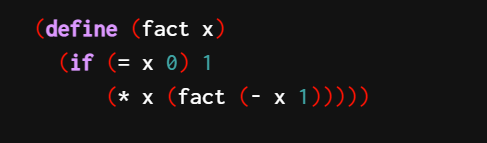 (define (fact x)
(if (= x 0) 1
(* x (fact (- x 1)))))